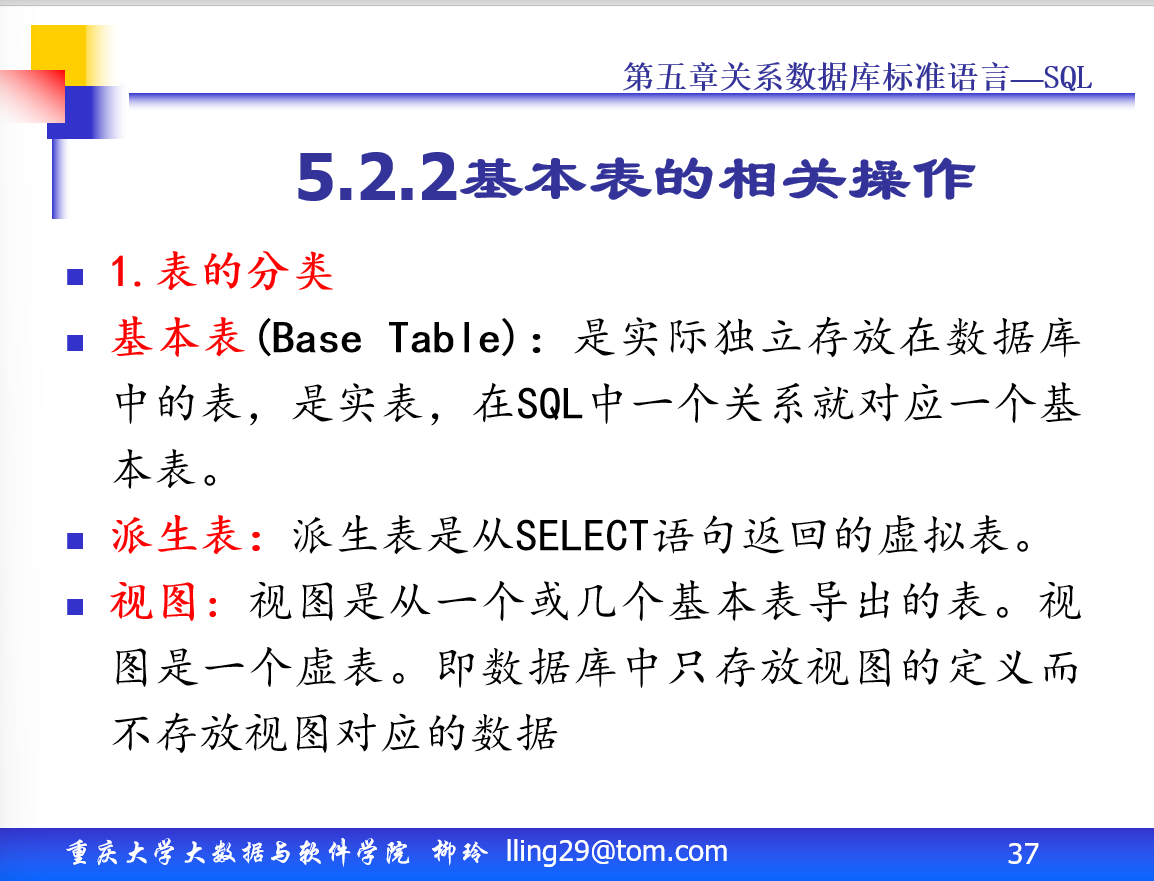 第五章关系数据库标准语言—SQL
5.2.2基本表的相关操作
1.表的分类
基本表(Base Table)：是实际独立存放在数据库
中的表，是实表，在SQL中一个关系就对应一个基
本表。
派生表：派生表是从SELECT语句返回的虚拟表。
视图：视图是从一个或几个基本表导出的表。视
图是一个虚表。即数据库中只存放视图的定义而
不存放视图对应的数据
重庆大学大数据与软件学院 柳玲 lling29@tom.com 37